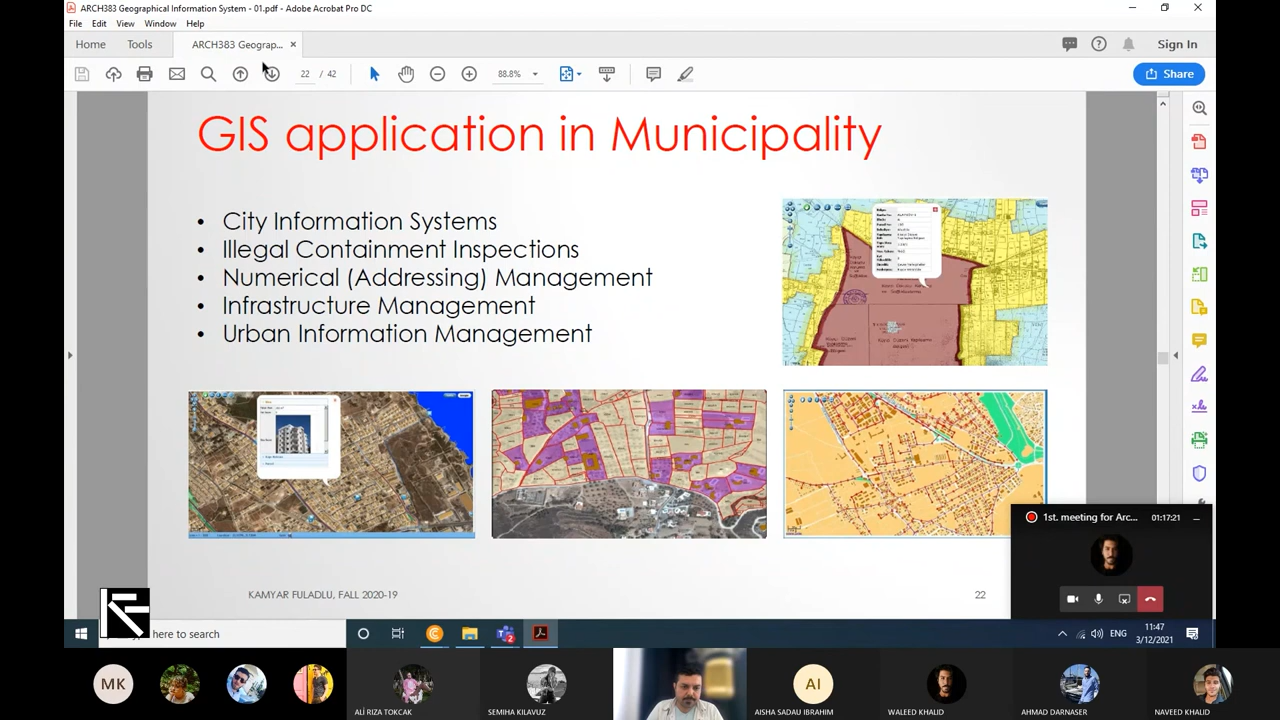 ARCH383 Geographical Information System - 01.pdf - Adobe Acrobat Pro DC
File Edit View Window Help
Home Tools ARCH383 Geograp... × Sign In
22 / 42 88.8% Share
GIS application in Municipality
• City Information Systems
• Illegal Containment Inspections
• Numerical (Addressing) Management
• Infrastructure Management
• Urban Information Management
KAMYAR FULADLU, FALL 2020-19
22
1st. meeting for Arc... 01:17:21
here to search
ENG
11:47
3/12/2021
MK
AI
ALİ RIZA TOKCAK
SEMIHA KILAVUZ
AISHA SADAU IBRAHIM
WALEED KHALID
AHMAD DARNASER
NAVEED KHALID